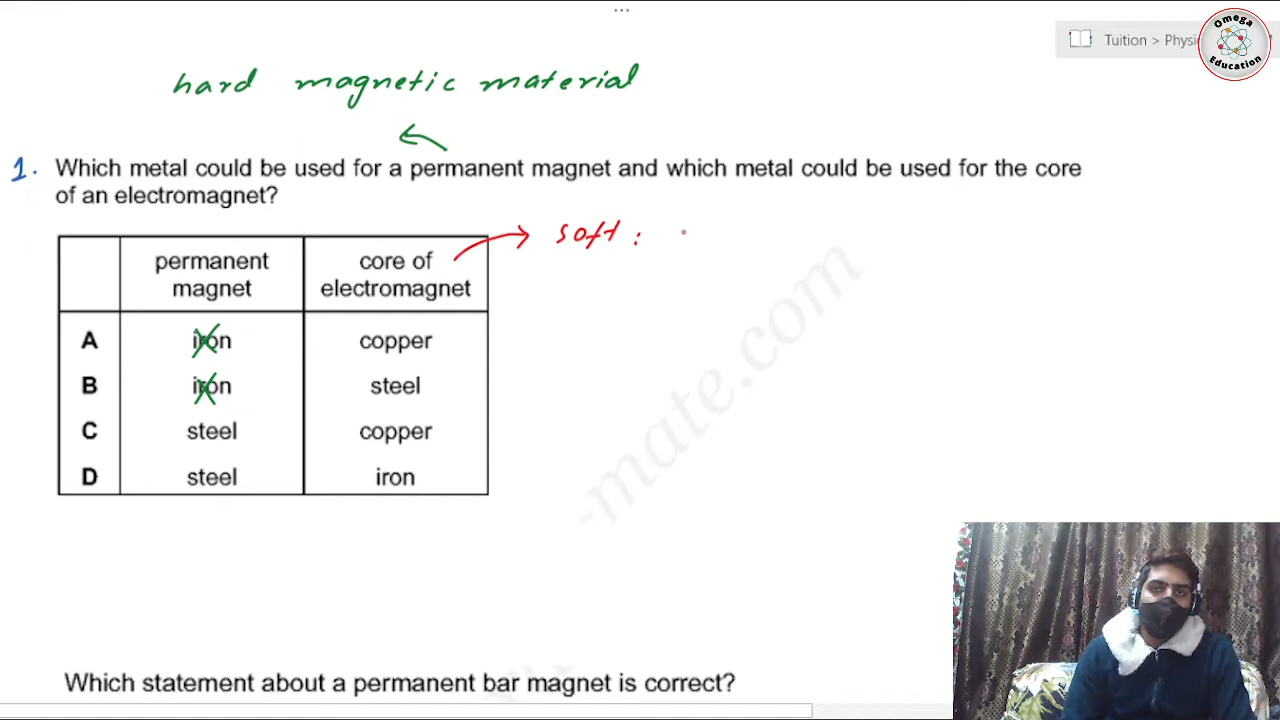 ...
Omega
Education
Tuition > Physi
hard magnetic material
1. Which metal could be used for a permanent magnet and which metal could be used for the core
of an electromagnet?
soft :
permanent
magnet
core of
electromagnet
A iron copper
B iron steel
C steel copper
D steel iron
-mate.com
Which statement about a permanent bar magnet is correct?